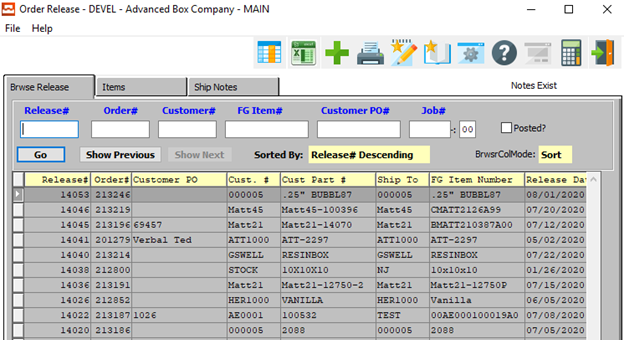 Order Release - DEVEL - Advanced Box Company - MAIN
File Help
Brwse Release Items Ship Notes Notes Exist
Release# Order# Customer# FG Item# Customer PO# Job#
-: 00 Posted?
Go Show Previous Show Next Sorted By: Release# Descending BrwsrColMode: Sort
Release# Order# Customer PO Cust. # Cust Part # Ship To FG Item Number Release Dat
14053 213246 000005 .25" BUBBL87 000005 .25" BUBBL87 08/01/2020
14046 213219 Matt45 Matt45-100396 Matt45 CMATT2126A99 07/20/2020
14045 213196 69457 Matt21 Matt21-14070 Matt21 BMATT210387A00 07/12/2020
14041 201279 Verbal Ted ATT1000 ATT-2297 ATT1000 ATT-2297 05/02/2020
14040 213214 GSWELL RESINBOX GSWELL RESINBOX 07/22/2020
14038 212800 STOCK 10X10X10 NJ 10x10x10 01/26/2020
14036 213191 Matt21 Matt21-12750-2 Matt21 Matt21-12750P 07/15/2020
14026 212852 HER1000 VANILLA HER1000 Vanilla 06/05/2020
14022 213187 1026 AE0001 100532 TEST 00AE000100019A0 07/08/2020
14020 213186 000005 2088 000005 2088 07/05/2020